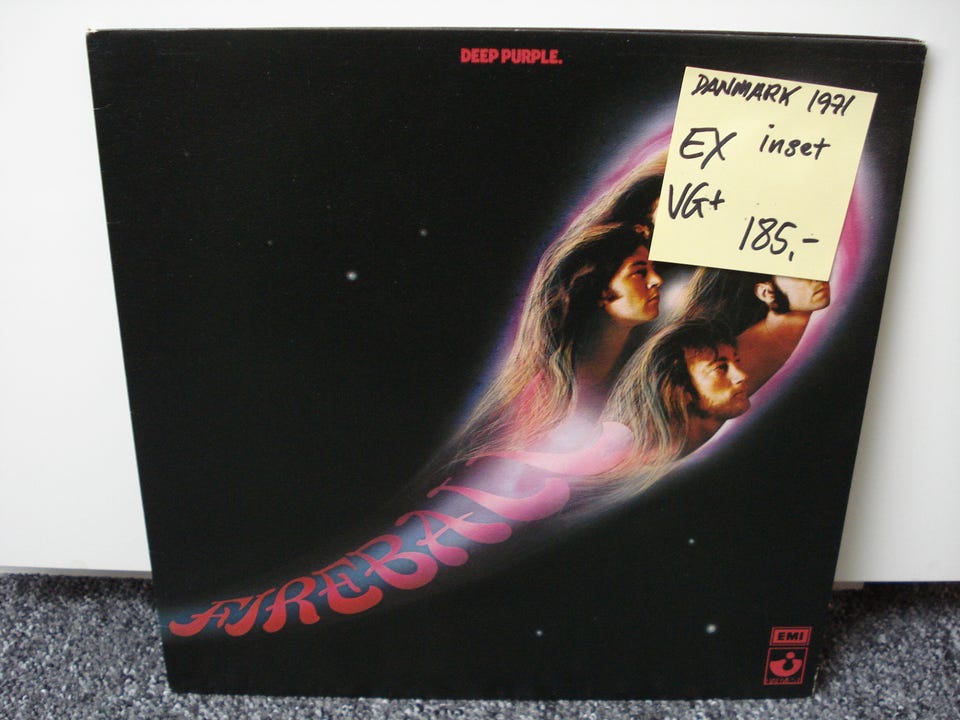 DEEP PURPLE.
DANMARK 1971
EX inset
VG+
185,-
FIREBALL
EMI